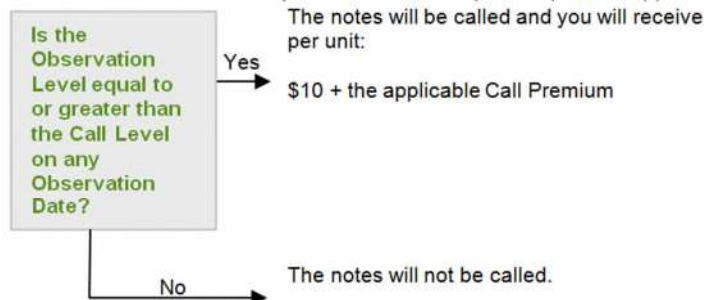 Is the
Observation
Level equal to
or greater than
the Call Level
on any
Observation
Date?
Yes
The notes will be called and you will receive
per unit:
$10 + the applicable Call Premium
No
The notes will not be called.